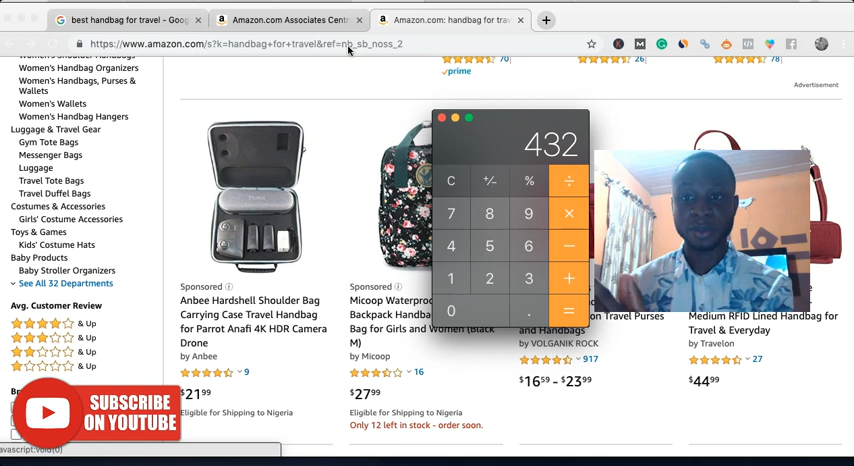 best handbag for travel - Goog
Amazon.com Associates Centr
Amazon.com: handbag for trav
https://www.amazon.com/s?k=handbag+for+travel&ref=nb_sb_noss_2
Women's Handbag Organizers
Women's Handbags, Purses &
Wallets
Women's Wallets
Women's Handbag Hangers
Luggage & Travel Gear
Gym Tote Bags
Messenger Bags
Luggage
Travel Tote Bags
Travel Duffel Bags
Costumes & Accessories
Girls' Costume Accessories
Toys & Games
Kids' Costume Hats
Baby Products
Baby Stroller Organizers
See All 32 Departments
Avg. Customer Review
& Up
& Up
& Up
& Up
70
prime
26
78
Advertisement
432
C +/- % ÷
7 8 9 ×
4 5 6 −
1 2 3 +
0 . =
Sponsored
Anbee Hardshell Shoulder Bag
Carrying Case Travel Handbag
for Parrot Anafi 4K HDR Camera
Drone
by Anbee
9
$21.99
Eligible for Shipping to Nigeria
Sponsored
Micoop Waterpro
Backpack Handba
Bag for Girls and Women (Black
M)
by Micoop
16
$27.99
Eligible for Shipping to Nigeria
Only 12 left in stock - order soon.
on Travel Purses
and Handbags
by VOLGANIK ROCK
917
$16.59 - $23.99
Medium RFID Lined Handbag for
Travel & Everyday
by Travelon
27
$44.99
SUBSCRIBE
ON YOUTUBE
avascript:void(0)